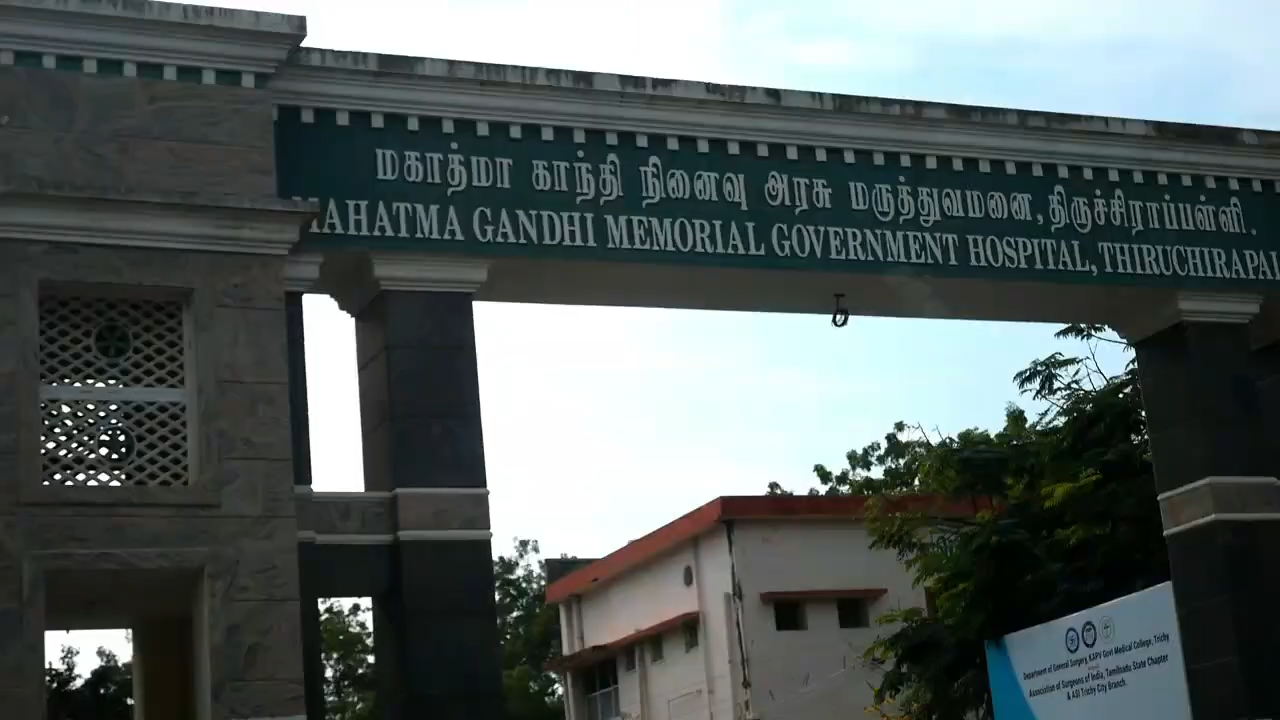 மகாத்மா காந்தி நினைவு அரசு மருத்துவமனை, திருச்சிராப்பள்ளி.
MAHATMA GANDHI MEMORIAL GOVERNMENT HOSPITAL, THIRUCHIRAPAL
Department of General Surgery, KAPV Govt Medical College, Trichy
Association of Surgeons of India, Tamilnadu State Chapter
& ASI Trichy City Branch.